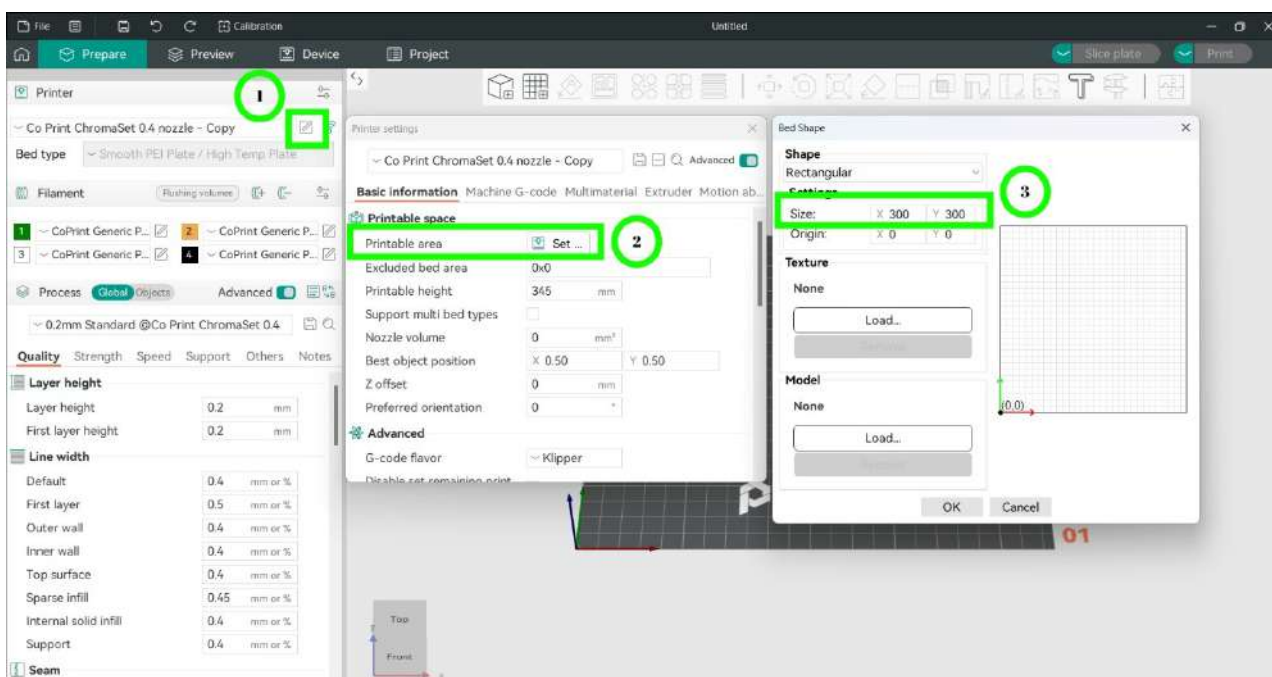 File
Calibration
Untitled
Prepare
Preview
Device
Project
Slice plate
Print
Printer
1
Co Print ChromaSet 0.4 nozzle - Copy
Bed type
Smooth PEI Plate / High Temp Plate
Filament
Flushing volumes
1 CoPrint Generic P...
2 CoPrint Generic P...
3 CoPrint Generic P...
4 CoPrint Generic P...
Process
Global
Objects
Advanced
0.2mm Standard @Co Print ChromaSet 0.4
Quality Strength Speed Support Others Notes
Layer height
Layer height 0.2 mm
First layer height 0.2 mm
Line width
Default 0.4 mm or %
First layer 0.5 mm or %
Outer wall 0.4 mm or %
Inner wall 0.4 mm or %
Top surface 0.4 mm or %
Sparse infill 0.45 mm or %
Internal solid infill 0.4 mm or %
Support 0.4 mm or %
Seam
Printer settings
Co Print ChromaSet 0.4 nozzle - Copy
Advanced
Basic information Machine G-code Multimaterial Extruder Motion ab...
Printable space
Printable area Set ...
2
Excluded bed area 0x0
Printable height 345 mm
Support multi bed types
Nozzle volume 0 mm³
Best object position X 0.50 Y 0.50
Z offset 0 mm
Preferred orientation 0 °
Advanced
G-code flavor Klipper
Disable set remaining print
Bed Shape
Shape
Rectangular
Settings
3
Size: X 300 Y 300
Origin: X 0 Y 0
Texture
None
Load...
Remove
Model
None
Load...
Remove
(0,0)
OK
Cancel
01
Top
Front